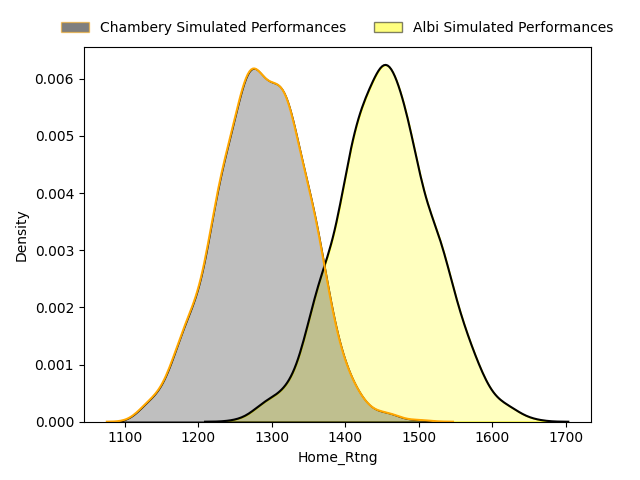 Chambery Simulated Performances Albi Simulated Performances
0.006
0.005
0.004
0.003
0.002
0.001
0.000
Density
1100 1200 1300 1400 1500 1600 1700
Home_Rtng